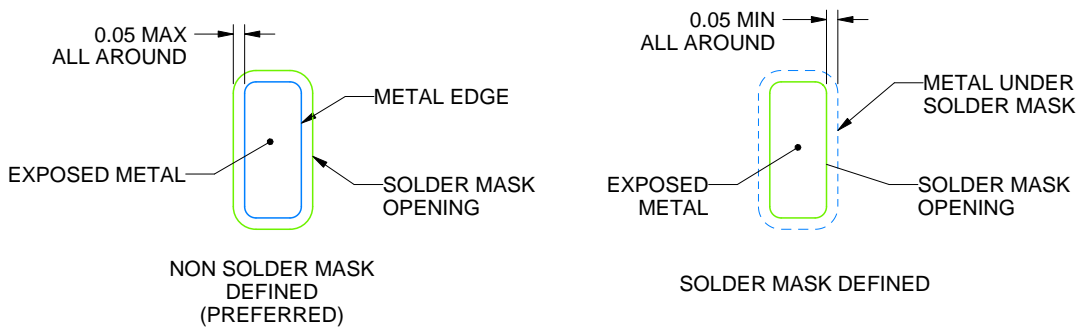 0.05 MAX
ALL AROUND
METAL EDGE
EXPOSED METAL
SOLDER MASK
OPENING
NON SOLDER MASK
DEFINED
(PREFERRED)
0.05 MIN
ALL AROUND
METAL UNDER
SOLDER MASK
EXPOSED
METAL
SOLDER MASK
OPENING
SOLDER MASK DEFINED